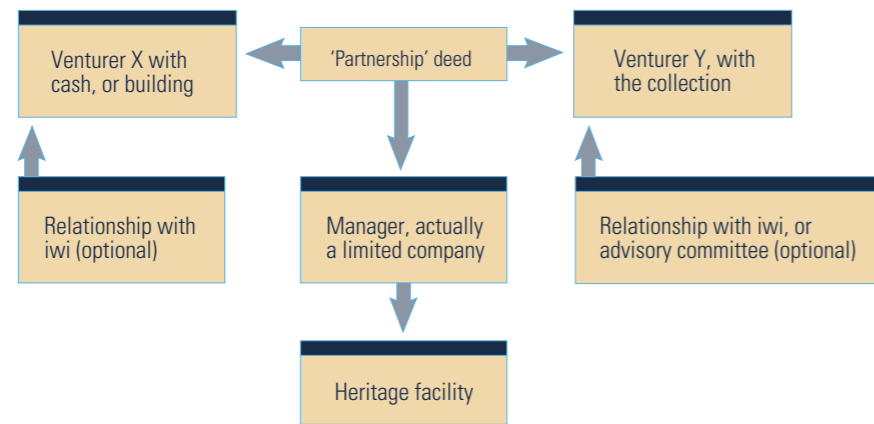 Venturer X with
cash, or building
‘Partnership’ deed
Venturer Y, with
the collection
Relationship with
iwi (optional)
Manager, actually
a limited company
Relationship with iwi, or
advisory committee (optional)
Heritage facility